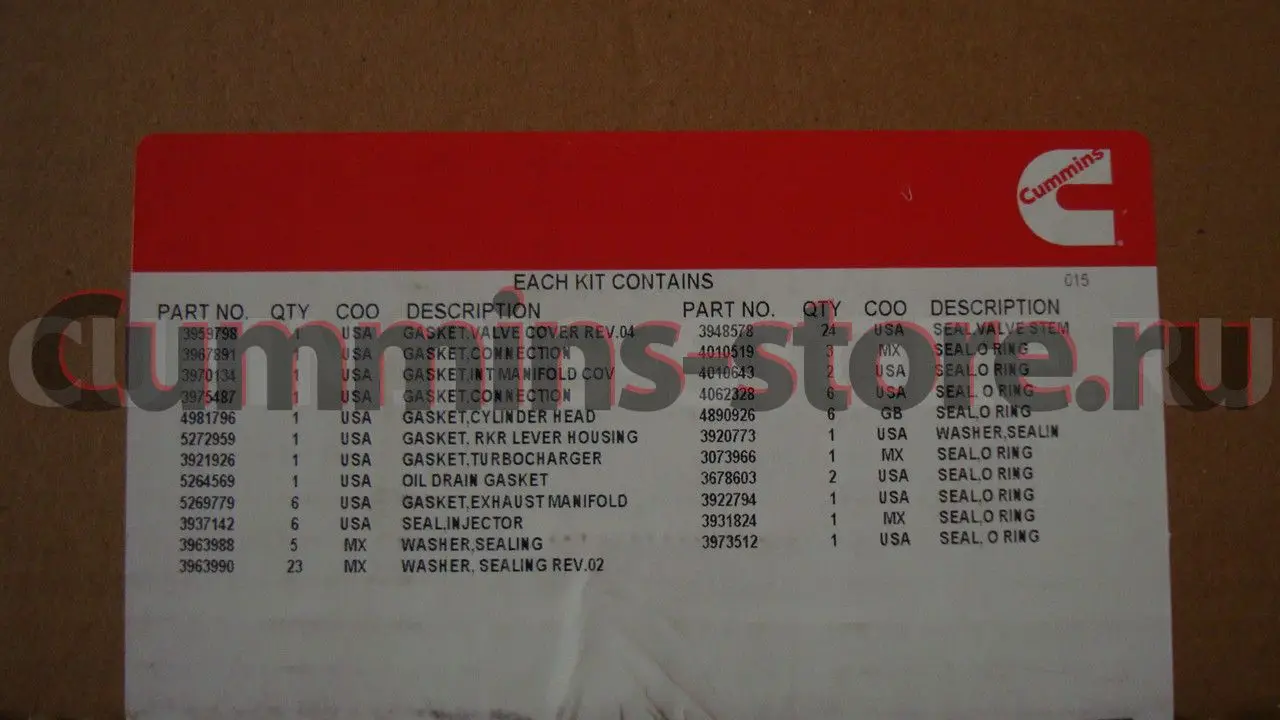 Cummins
EACH KIT CONTAINS
015
PART NO. QTY COO DESCRIPTION
3959798 1 USA GASKET,VALVE COVER REV.04
3967891 1 USA GASKET,CONNECTION
3970134 1 USA GASKET,INT MANIFOLD COV
3975487 1 USA GASKET,CONNECTION
4981796 1 USA GASKET,CYLINDER HEAD
5272959 1 USA GASKET, RKR LEVER HOUSING
3921926 1 USA GASKET,TURBOCHARGER
5264569 1 USA OIL DRAIN GASKET
5269779 6 USA GASKET,EXHAUST MANIFOLD
3937142 6 USA SEAL,INJECTOR
3963988 5 MX WASHER,SEALING
3963990 23 MX WASHER, SEALING REV.02
PART NO. QTY COO DESCRIPTION
3948578 24 USA SEAL,VALVE STEM
4010519 3 MX SEAL,O RING
4010643 2 USA SEAL,O RING
4062328 6 USA SEAL,O RING
4890926 6 GB SEAL,O RING
3920773 1 USA WASHER,SEALIN
3073966 1 MX SEAL,O RING
3678603 2 USA SEAL,O RING
3922794 1 USA SEAL,O RING
3931824 1 MX SEAL,O RING
3973512 1 USA SEAL, O RING
cummins-store.ru